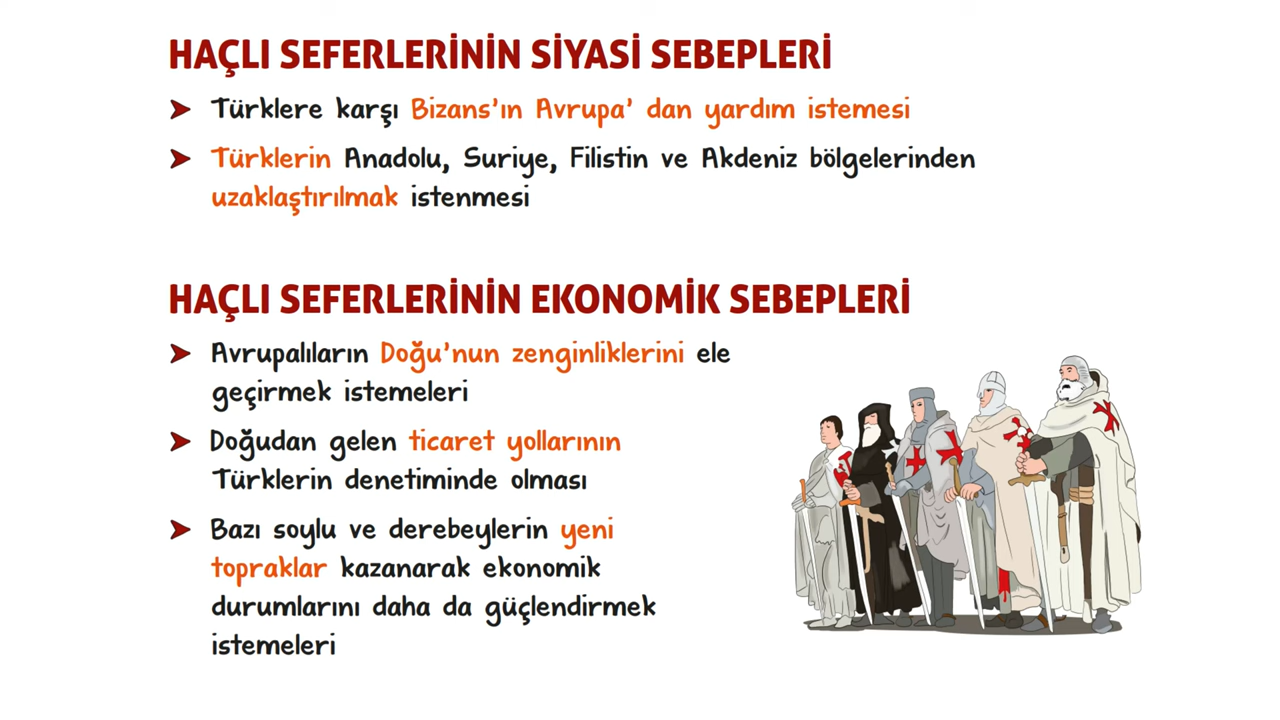 HAÇLI SEFERLERİNİN SİYASİ SEBEPLERİ
➤ Türklere karşı Bizans'ın Avrupa' dan yardım istemesi
➤ Türklerin Anadolu, Suriye, Filistin ve Akdeniz bölgelerinden
uzaklaştırılmak istenmesi
HAÇLI SEFERLERİNİN EKONOMİK SEBEPLERİ
➤ Avrupalıların Doğu'nun zenginliklerini ele
geçirmek istemeleri
➤ Doğudan gelen ticaret yollarının
Türklerin denetiminde olması
➤ Bazı soylu ve derebeylerin yeni
topraklar kazanarak ekonomik
durumlarını daha da güçlendirmek
istemeleri